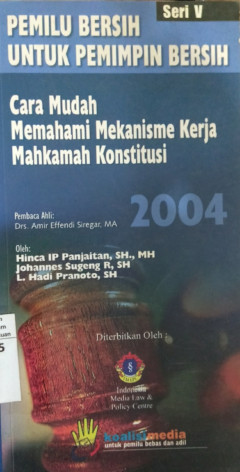 Seri V
PEMILU BERSIH
UNTUK PEMIMPIN BERSIH
Cara Mudah
Memahami Mekanisme Kerja
Mahkamah Konstitusi
2004
Pembaca Ahli:
Drs. Amir Effendi Siregar, MA
Oleh:
Hinca IP Panjaitan, SH., MH
Johannes Sugeng R, SH
L. Hadi Pranoto, SH
Diterbitkan Oleh :
Indonesia
Media Law &
Policy Centre
koalisimedia
untuk pemilu bebas dan adil